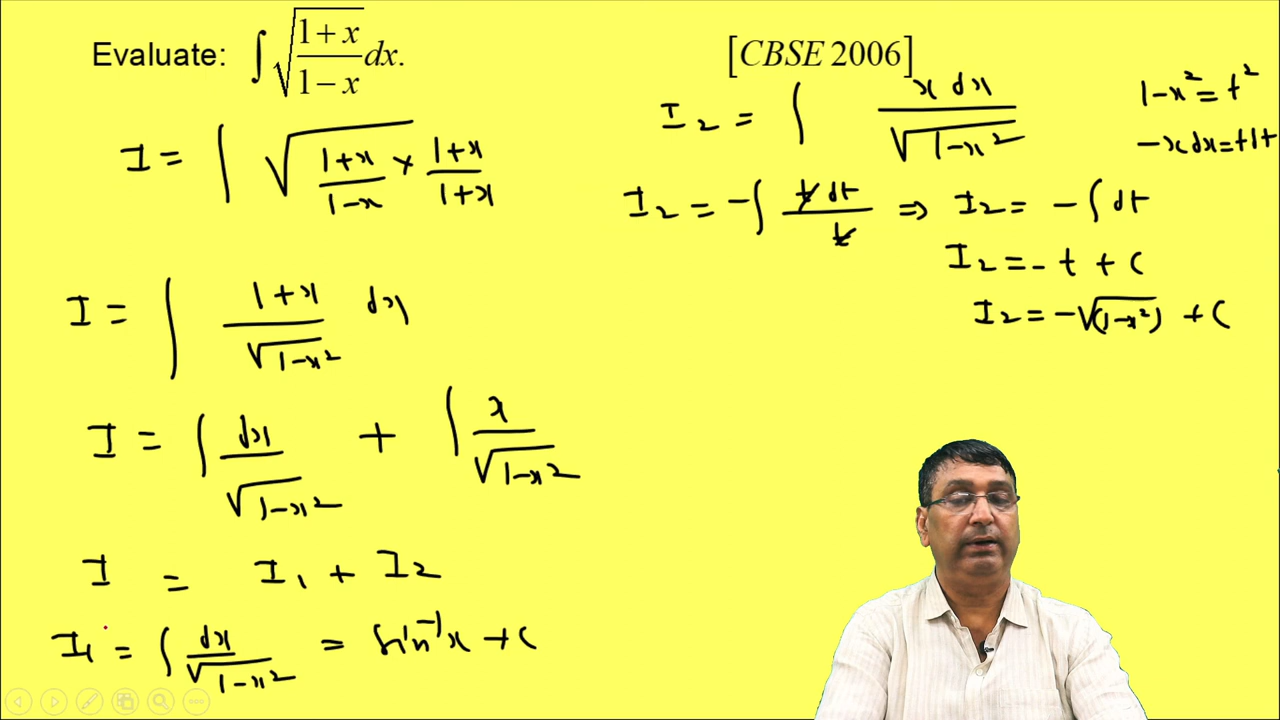 Evaluate: ∫ √((1+x)/(1−x)) dx.
[CBSE 2006]
I = ∫ √((1+x)/(1−x) × (1+x)/(1+x))
I = ∫ (1+x)/√(1−x²) dx
I = ∫ dx/√(1−x²) + ∫ x/√(1−x²)
I = I₁ + I₂
I₁ = ∫ dx/√(1−x²) = sin⁻¹x + c
I₂ = ∫ x dx/√(1−x²)
1−x² = t²
−x dx = t dt
I₂ = −∫ t dt/t ⇒ I₂ = −∫ dt
I₂ = − t + c
I₂ = −√(1−x²) + c